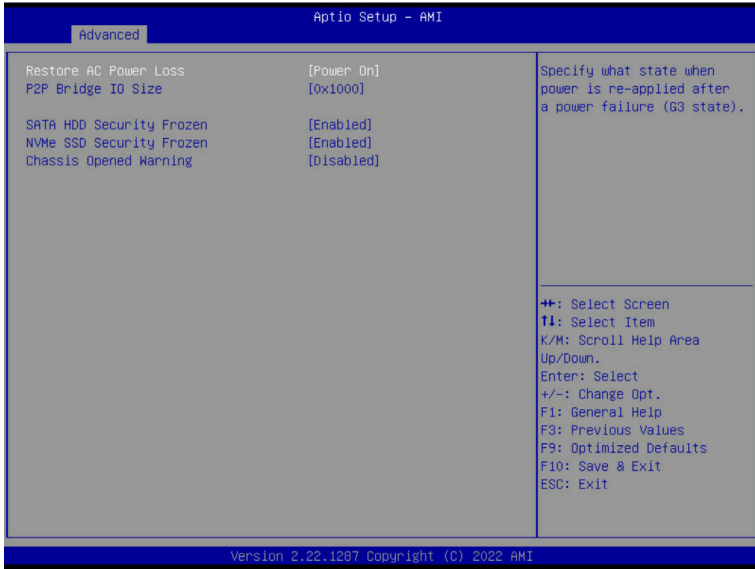 Aptio Setup – AMI
Advanced
Restore AC Power Loss [Power On]
P2P Bridge IO Size [0x1000]
SATA HDD Security Frozen [Enabled]
NVMe SSD Security Frozen [Enabled]
Chassis Opened Warning [Disabled]
Specify what state when
power is re-applied after
a power failure (G3 state).
→←: Select Screen
↑↓: Select Item
K/M: Scroll Help Area
Up/Down.
Enter: Select
+/-: Change Opt.
F1: General Help
F3: Previous Values
F9: Optimized Defaults
F10: Save & Exit
ESC: Exit
Version 2.22.1287 Copyright (C) 2022 AMI